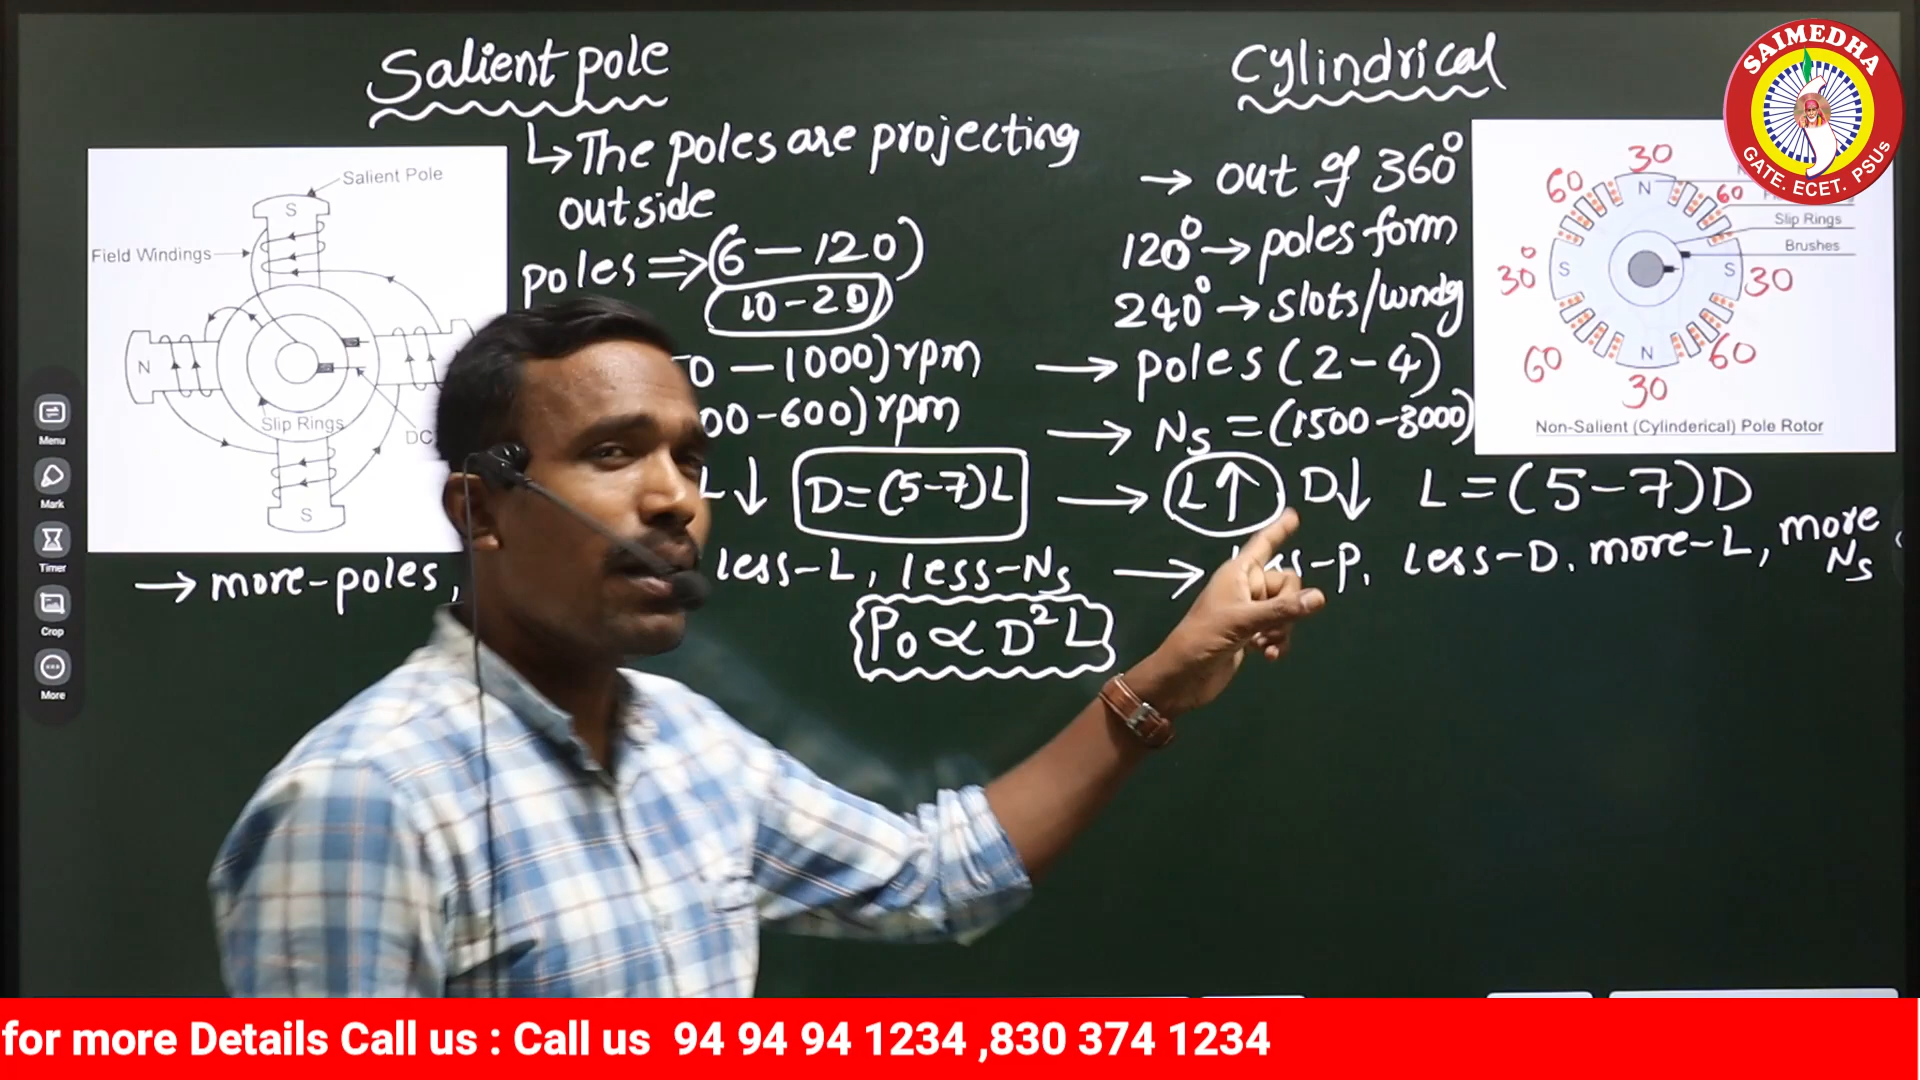 Salient pole
Cylindrical
↳ The poles are projecting
outside
poles ⇒ (6 – 120)
10 – 20
0 – 1000) rpm
00 – 600) rpm
L↓ D = (5–7)L
→ more-poles,
less-L, less-Ns
Po ∝ D²L
→ out of 360°
120° → poles form
240° → slots/wndg
→ poles (2 – 4)
→ Ns = (1500 – 3000)
→ L↑ D↓ L = (5 – 7)D
→ less-P, less-D. more-L, more
Ns
Salient Pole
Field Windings
Slip Rings
DC
N
S
S
SAIMEDHA
GATE. ECET. PSUs
30
60
60
30°
30
60
60
30
N
S
S
N
Slip Rings
Brushes
Non-Salient (Cylinderical) Pole Rotor
Menu
Mark
Timer
Crop
More
for more Details Call us : Call us 94 94 94 1234 ,830 374 1234